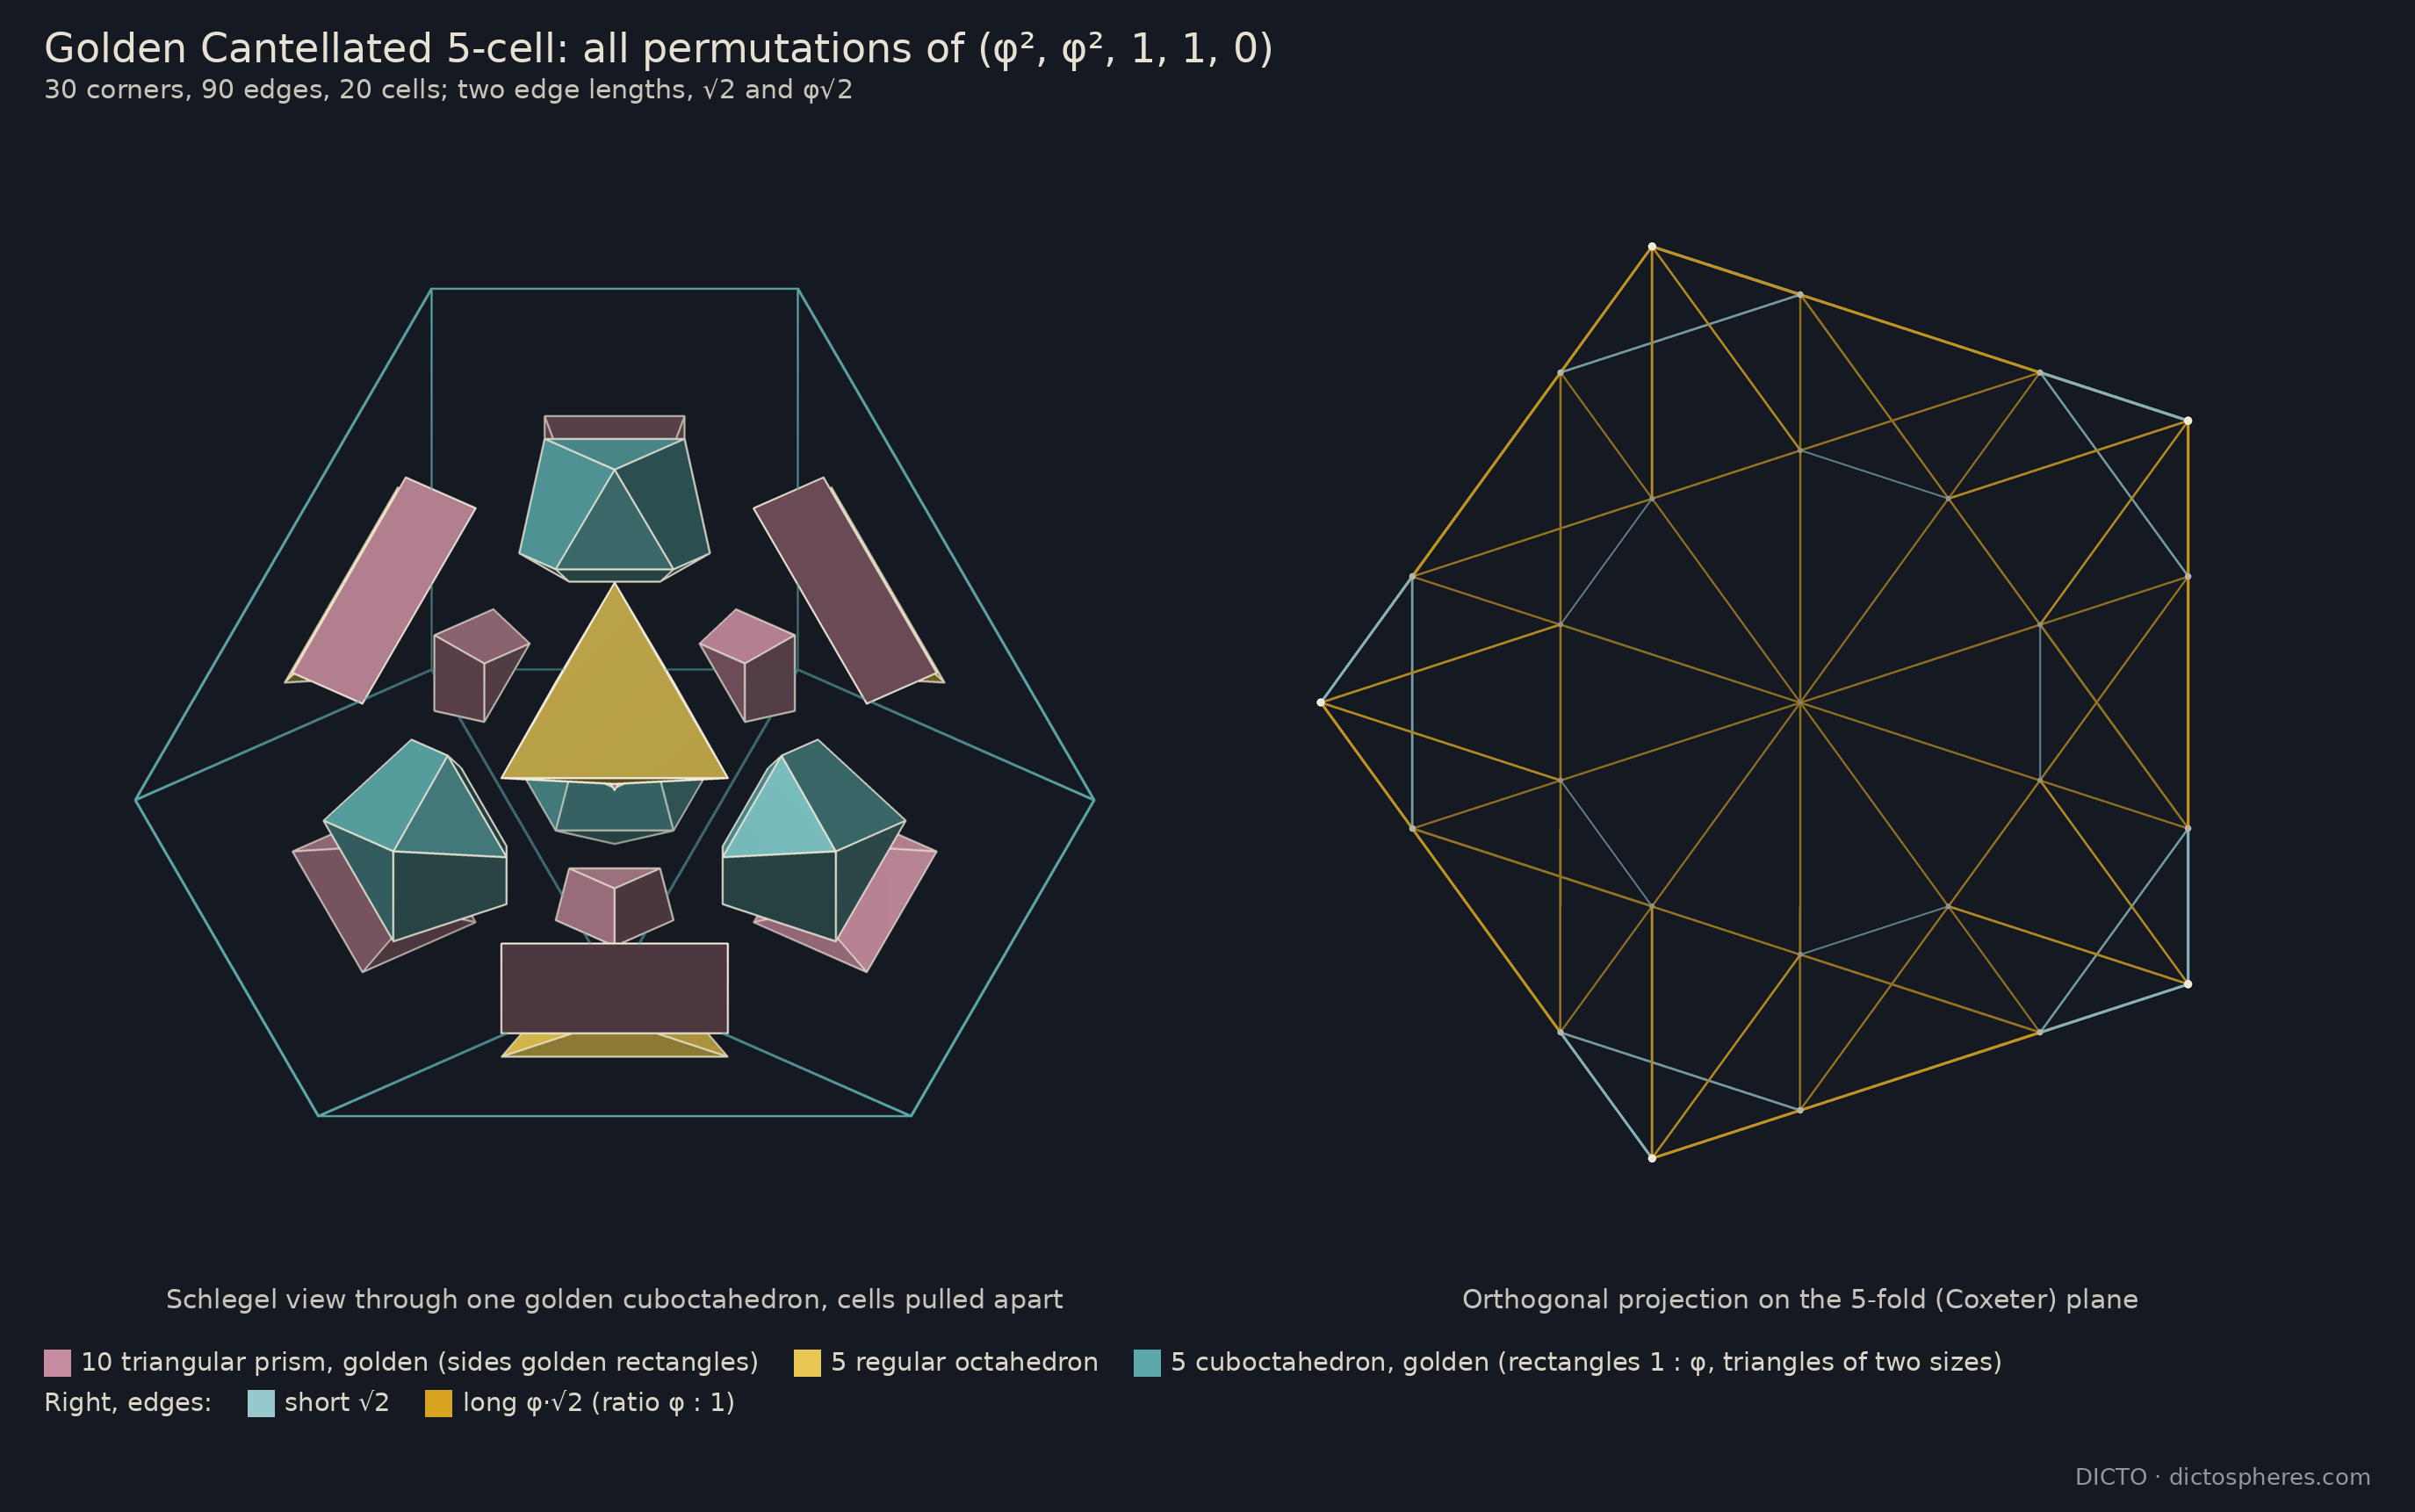 Golden Cantellated 5-cell: all permutations of (φ², φ², 1, 1, 0)
30 corners, 90 edges, 20 cells; two edge lengths, √2 and φ√2
Schlegel view through one golden cuboctahedron, cells pulled apart
Orthogonal projection on the 5-fold (Coxeter) plane
10 triangular prism, golden (sides golden rectangles)
5 regular octahedron
5 cuboctahedron, golden (rectangles 1 : φ, triangles of two sizes)
Right, edges:
short √2
long φ·√2 (ratio φ : 1)
DICTO · dictospheres.com